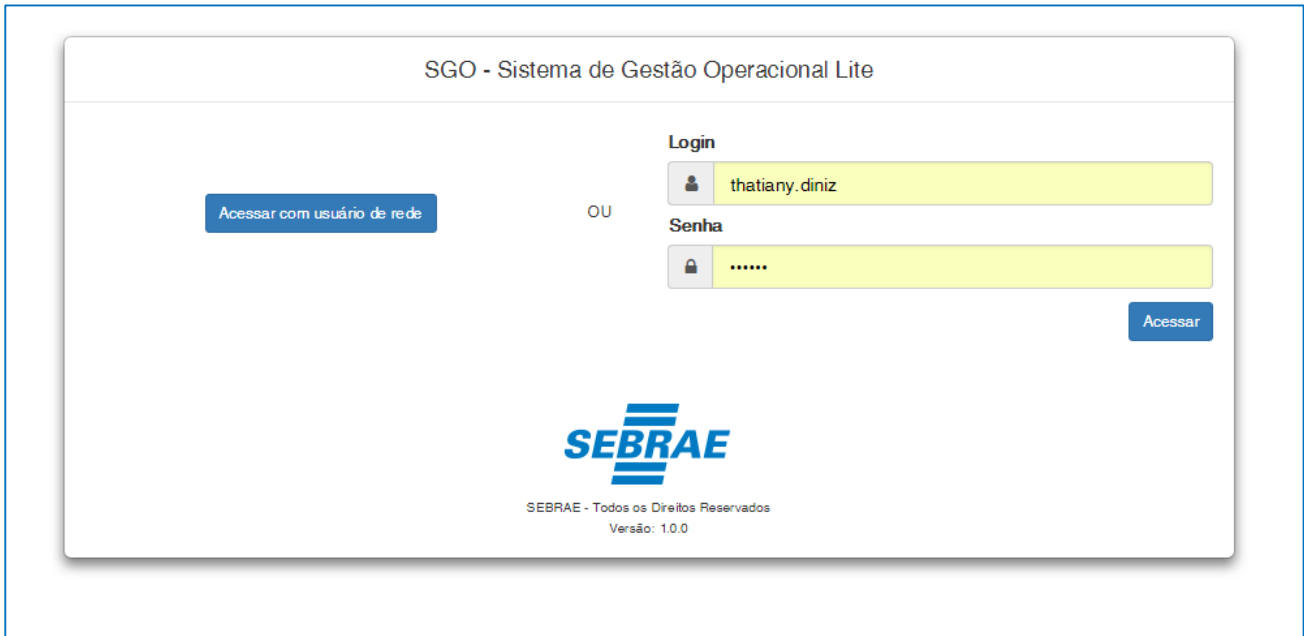 SGO - Sistema de Gestão Operacional Lite
Acessar com usuário de rede
OU
Login
thatiany.diniz
Senha
••••••
Acessar
SEBRAE
SEBRAE - Todos os Direitos Reservados
Versão: 1.0.0